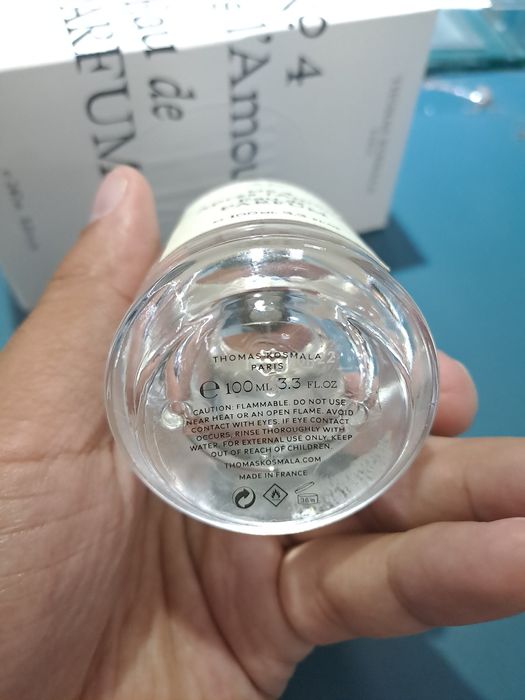 No 4
l'Amour
Eau de
PARFUM
THOMAS KOSMALA
PARIS
℮ 100 ML 3.3 FL.OZ
CAUTION: FLAMMABLE. DO NOT USE
NEAR HEAT OR AN OPEN FLAME. AVOID
CONTACT WITH EYES. IF EYE CONTACT
OCCURS, RINSE THOROUGHLY WITH
WATER. FOR EXTERNAL USE ONLY. KEEP
OUT OF REACH OF CHILDREN.
THOMASKOSMALA.COM
MADE IN FRANCE
36M